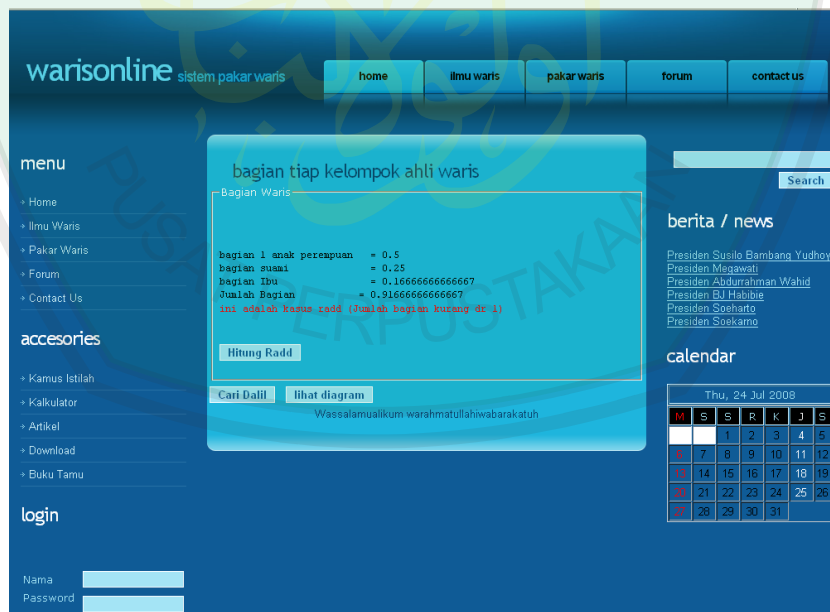 warisonline sistem pakar waris
home ilmu waris pakar waris forum contact us
menu
Home
Ilmu Waris
Pakar Waris
Forum
Contact Us
accesories
Kamus Istilah
Kalkulator
Artikel
Download
Buku Tamu
login
Nama
Password
bagian tiap kelompok ahli waris
Bagian Waris
bagian 1 anak perempuan = 0.5
bagian suami = 0.25
bagian Ibu = 0.16666666666667
Jumlah Bagian = 0.91666666666667
ini adalah kasus radd (Jumlah bagian kurang dr 1)
Hitung Radd
Cari Dalil lihat diagram
Wassalamualikum warahmatullahiwabarakatuh
Search
berita / news
Presiden Susilo Bambang Yudhoy
Presiden Megawati
Presiden Abdurrahman Wahid
Presiden BJ Habibie
Presiden Soeharto
Presiden Soekarno
calendar
Thu, 24 Jul 2008
M S S R K J S
1 2 3 4 5
6 7 8 9 10 11 12
13 14 15 16 17 18 19
20 21 22 23 24 25 26
27 28 29 30 31
PERPUSTAKAAN